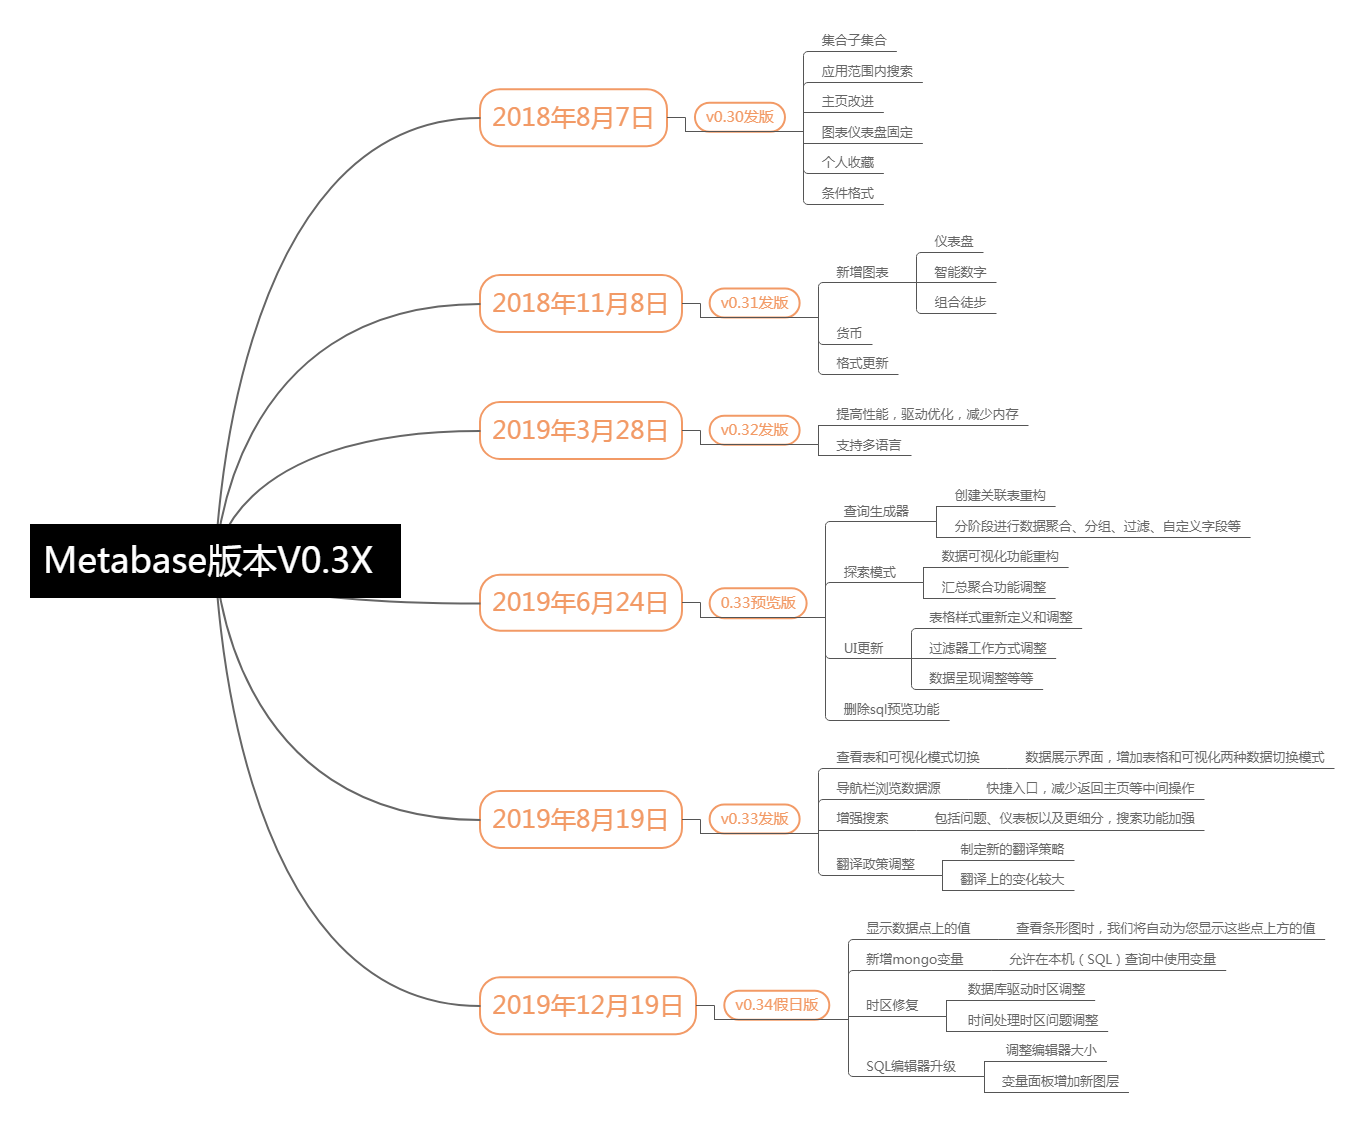 Metabase版本V0.3X
2018年8月7日
v0.30发版
集合子集合
应用范围内搜索
主页改进
图表仪表盘固定
个人收藏
条件格式
2018年11月8日
v0.31发版
新增图表
仪表盘
智能数字
组合徒步
货币
格式更新
2019年3月28日
v0.32发版
提高性能，驱动优化，减少内存
支持多语言
2019年6月24日
0.33预览版
查询生成器
创建关联表重构
分阶段进行数据聚合、分组、过滤、自定义字段等
探索模式
数据可视化功能重构
汇总聚合功能调整
UI更新
表格样式重新定义和调整
过滤器工作方式调整
数据呈现调整等等
删除sql预览功能
2019年8月19日
v0.33发版
查看表和可视化模式切换
数据展示界面，增加表格和可视化两种数据切换模式
导航栏浏览数据源
快捷入口，减少返回主页等中间操作
增强搜索
包括问题、仪表板以及更细分，搜索功能加强
翻译政策调整
制定新的翻译策略
翻译上的变化较大
2019年12月19日
v0.34假日版
显示数据点上的值
查看条形图时，我们将自动为您显示这些点上方的值
新增mongo变量
允许在本机（SQL）查询中使用变量
时区修复
数据库驱动时区调整
时间处理时区问题调整
SQL编辑器升级
调整编辑器大小
变量面板增加新图层